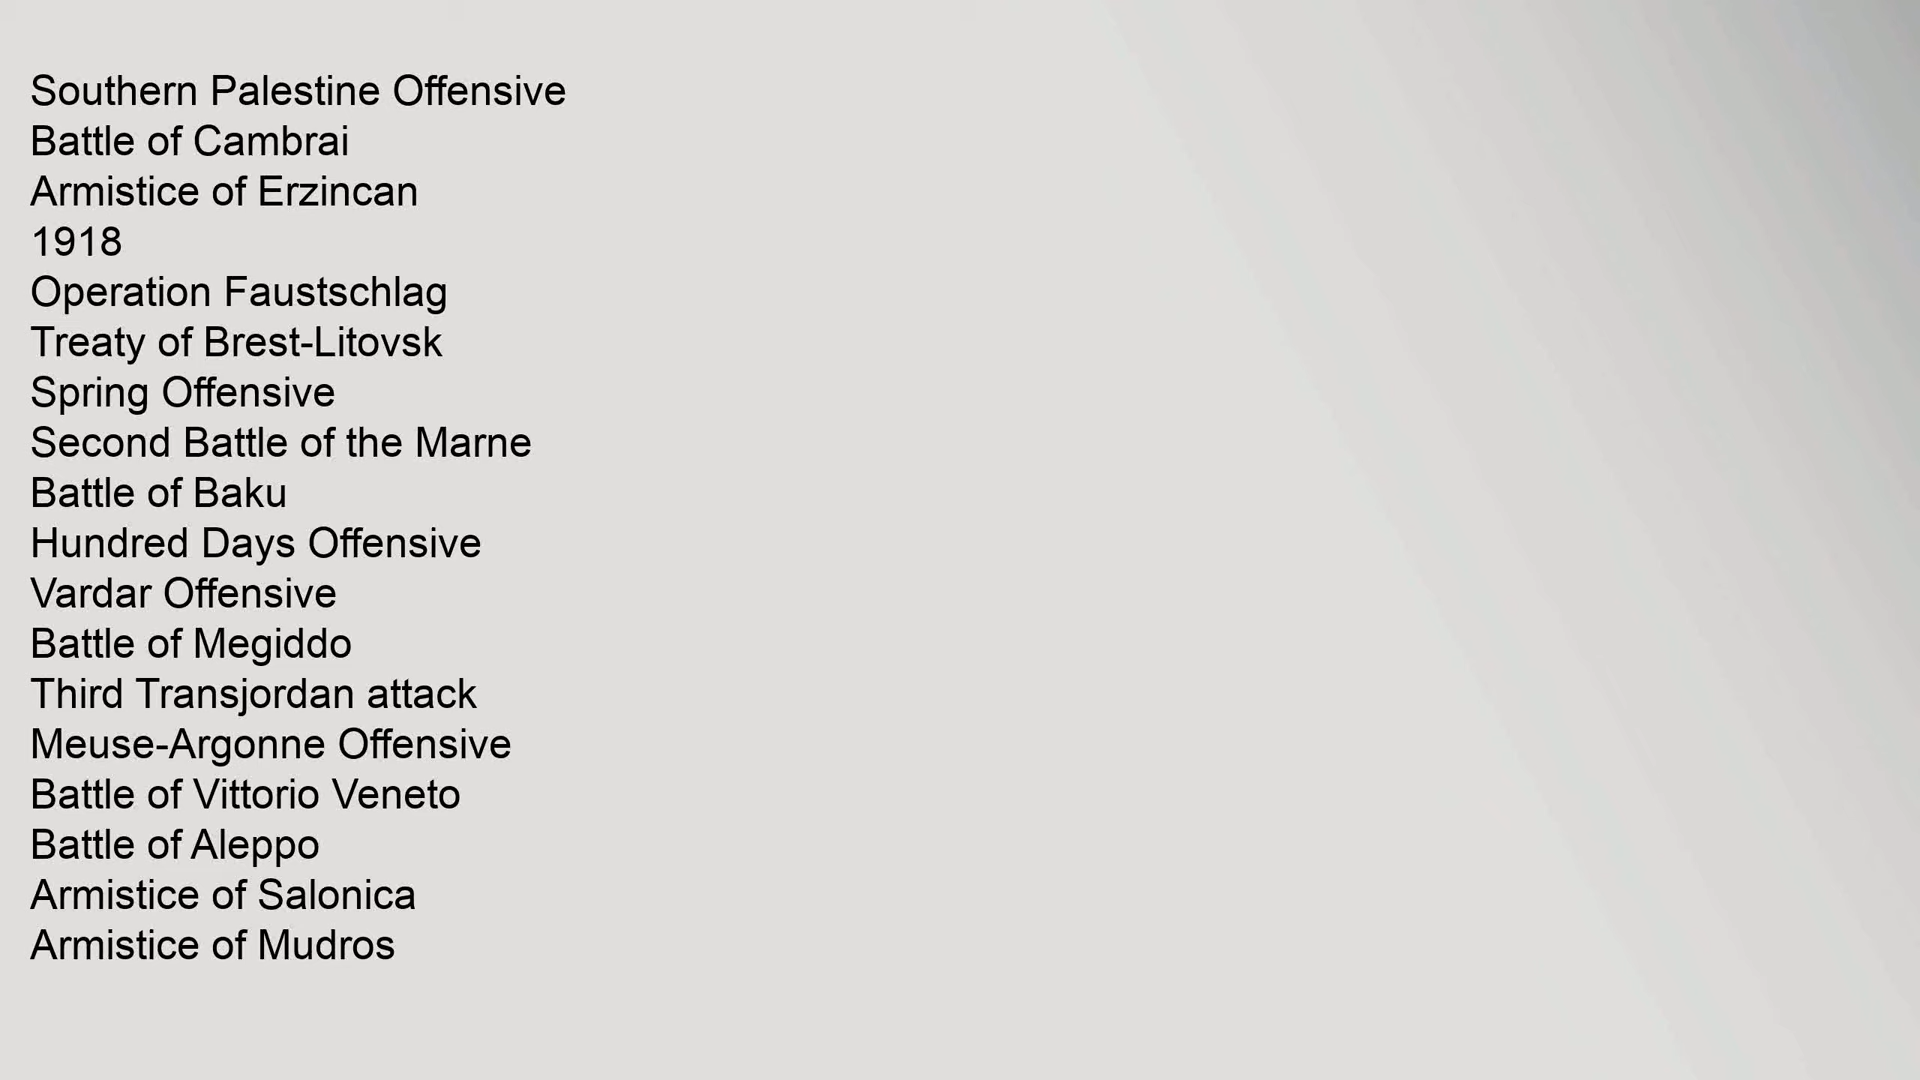 Southern Palestine Offensive
Battle of Cambrai
Armistice of Erzincan
1918
Operation Faustschlag
Treaty of Brest-Litovsk
Spring Offensive
Second Battle of the Marne
Battle of Baku
Hundred Days Offensive
Vardar Offensive
Battle of Megiddo
Third Transjordan attack
Meuse-Argonne Offensive
Battle of Vittorio Veneto
Battle of Aleppo
Armistice of Salonica
Armistice of Mudros